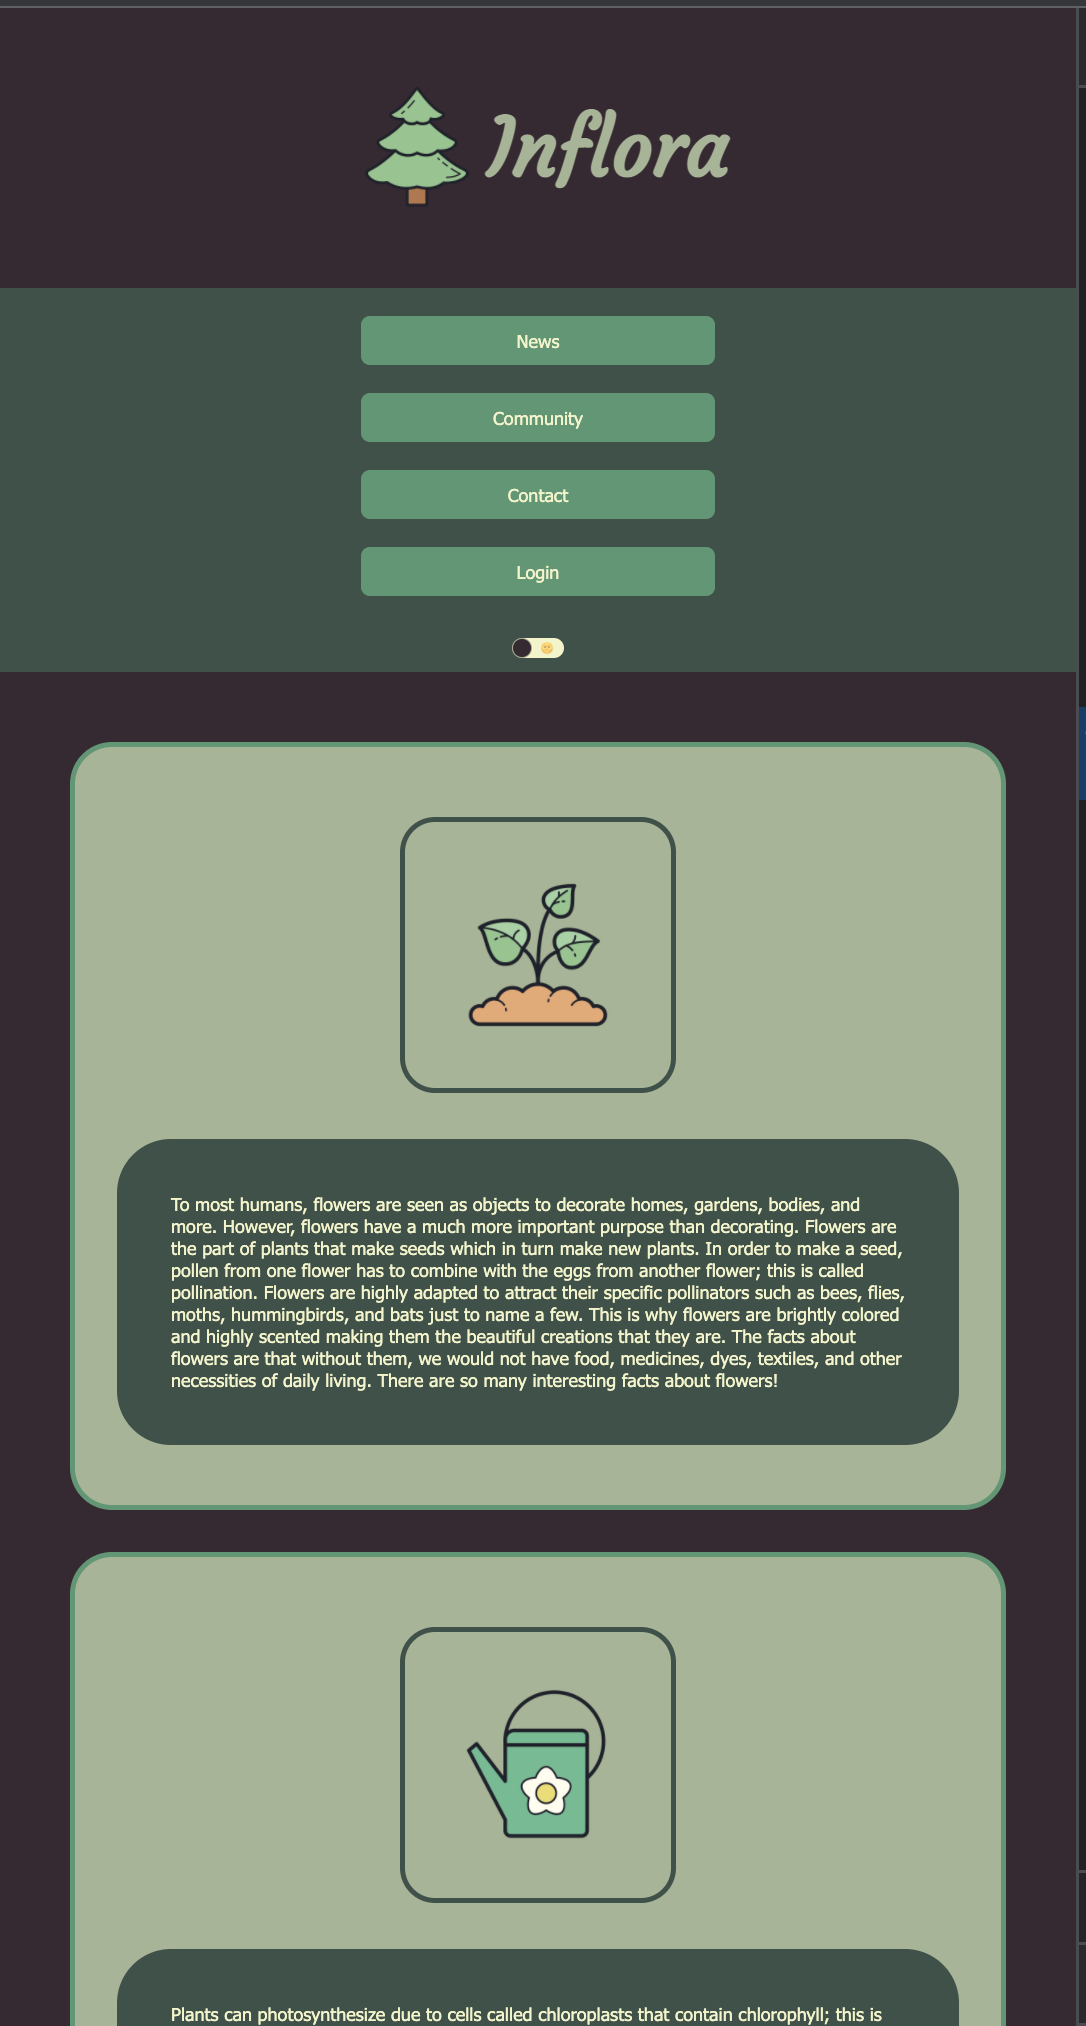 Inflora
News
Community
Contact
Login
To most humans, flowers are seen as objects to decorate homes, gardens, bodies, and
more. However, flowers have a much more important purpose than decorating. Flowers are
the part of plants that make seeds which in turn make new plants. In order to make a seed,
pollen from one flower has to combine with the eggs from another flower; this is called
pollination. Flowers are highly adapted to attract their specific pollinators such as bees, flies,
moths, hummingbirds, and bats just to name a few. This is why flowers are brightly colored
and highly scented making them the beautiful creations that they are. The facts about
flowers are that without them, we would not have food, medicines, dyes, textiles, and other
necessities of daily living. There are so many interesting facts about flowers!
Plants can photosynthesize due to cells called chloroplasts that contain chlorophyll; this is